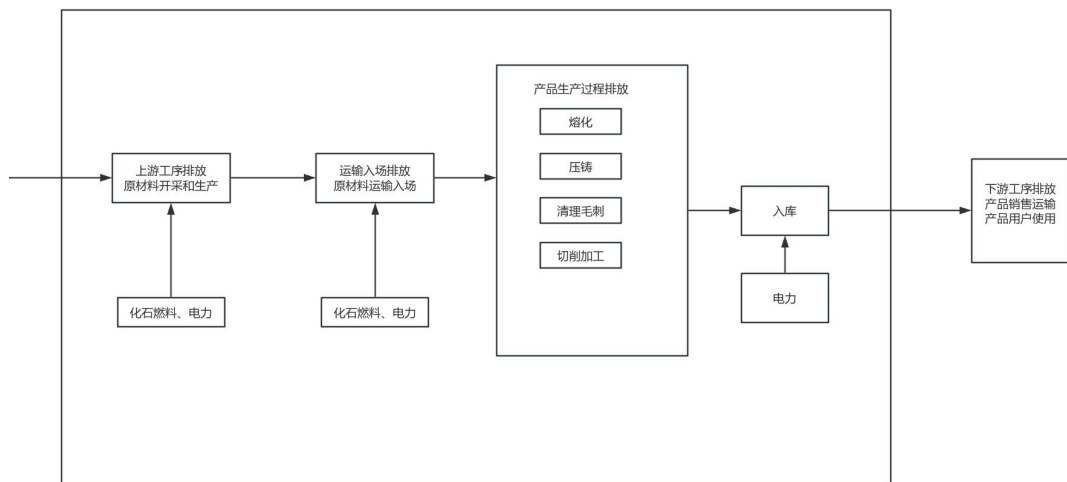 产品生产过程排放
熔化
压铸
清理毛刺
切削加工
上游工序排放
原材料开采和生产
运输入场排放
原材料运输入场
入库
下游工序排放
产品销售运输
产品用户使用
化石燃料、电力
化石燃料、电力
电力